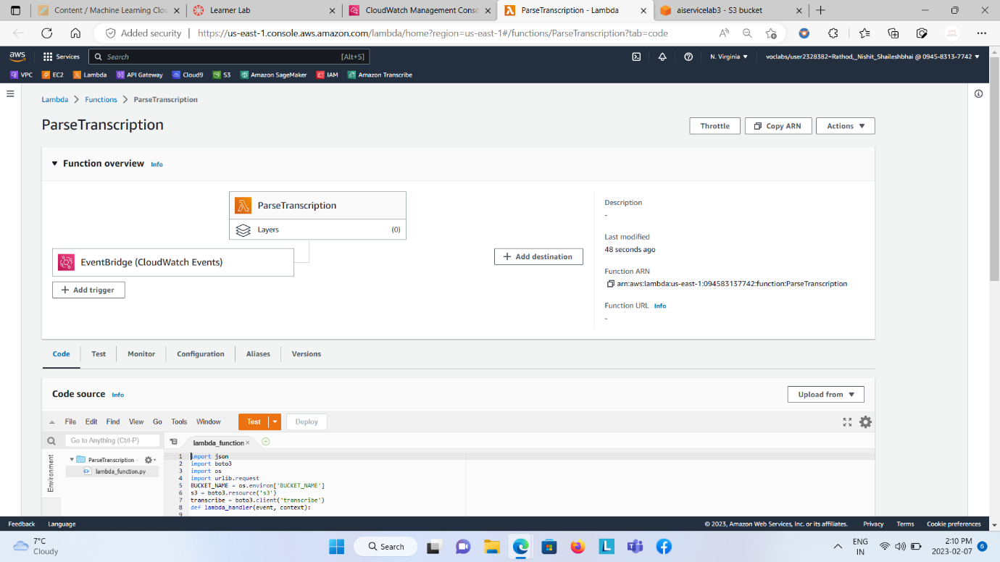 Content / Machine Learning Clou
Learner Lab
CloudWatch Management Conso
ParseTranscription - Lambda
aiservicelab3 - S3 bucket
Added security
https://us-east-1.console.aws.amazon.com/lambda/home?region=us-east-1#/functions/ParseTranscription?tab=code
aws
Services
Search
[Alt+S]
N. Virginia ▼
voclabs/user2328382=Rathod,_Nishit_Shaileshbhai @ 0945-8313-7742 ▼
VPC
EC2
Lambda
API Gateway
Cloud9
S3
Amazon SageMaker
IAM
Amazon Transcribe
Lambda > Functions > ParseTranscription
ParseTranscription
Throttle
Copy ARN
Actions ▼
▼ Function overview Info
ParseTranscription
Layers (0)
EventBridge (CloudWatch Events)
+ Add trigger
+ Add destination
Description
-
Last modified
48 seconds ago
Function ARN
arn:aws:lambda:us-east-1:094583137742:function:ParseTranscription
Function URL Info
-
Code
Test
Monitor
Configuration
Aliases
Versions
Code source Info
Upload from ▼
File Edit Find View Go Tools Window
Test
Deploy
Go to Anything (Ctrl-P)
lambda_function ×
Environment
ParseTranscription -
lambda_function.py
1 import json
2 import boto3
3 import os
4 import urllib.request
5 BUCKET_NAME = os.environ['BUCKET_NAME']
6 s3 = boto3.resource('s3')
7 transcribe = boto3.client('transcribe')
8 def lambda_handler(event, context):
9
Feedback
Language
© 2023, Amazon Web Services, Inc. or its affiliates.
Privacy
Terms
Cookie preferences
7°C
Cloudy
Search
ENG
IN
2:10 PM
2023-02-07
6